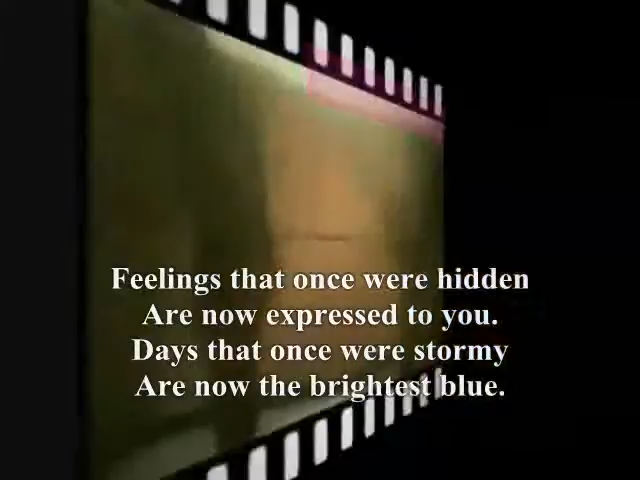 Feelings that once were hidden
Are now expressed to you.
Days that once were stormy
Are now the brightest blue.